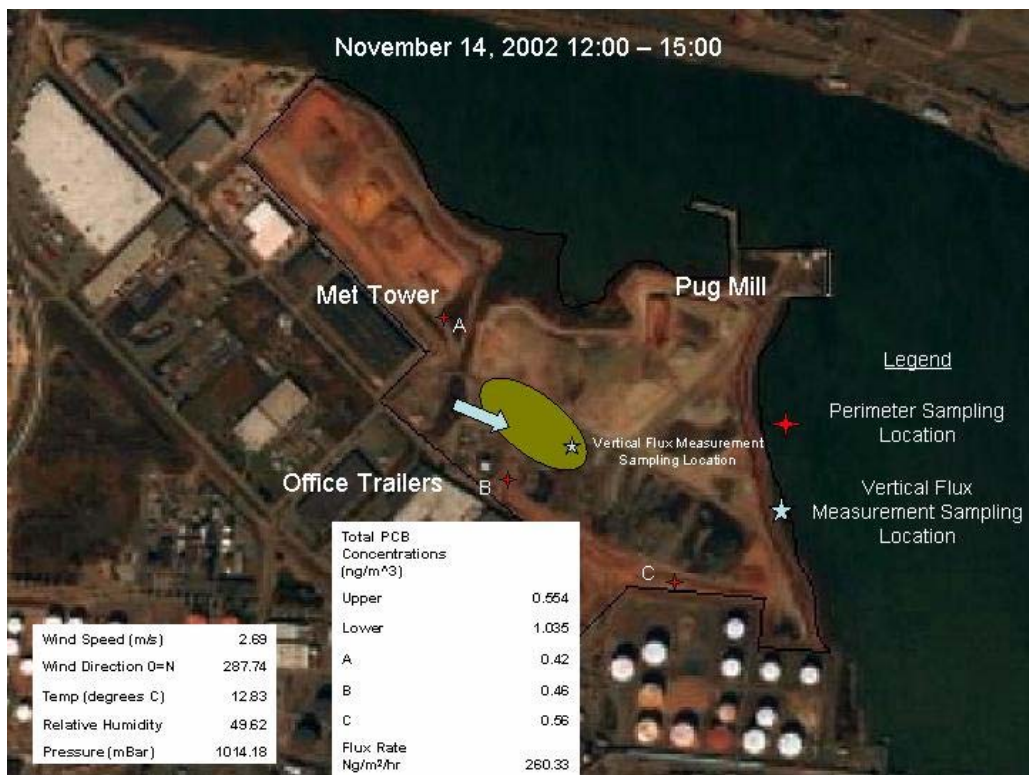 November 14, 2002 12:00 – 15:00
Met Tower
A
Pug Mill
Legend
Perimeter Sampling
Location
Vertical Flux Measurement
Sampling Location
Office Trailers
B
Vertical Flux
Measurement Sampling
Location
C
Total PCB
Concentrations
(ng/m^3)
Upper 0.554
Lower 1.035
A 0.42
B 0.46
C 0.56
Flux Rate
Ng/m²/hr 260.33
Wind Speed (m/s) 2.69
Wind Direction 0=N 287.74
Temp (degrees C) 12.83
Relative Humidity 49.62
Pressure (mBar) 1014.18